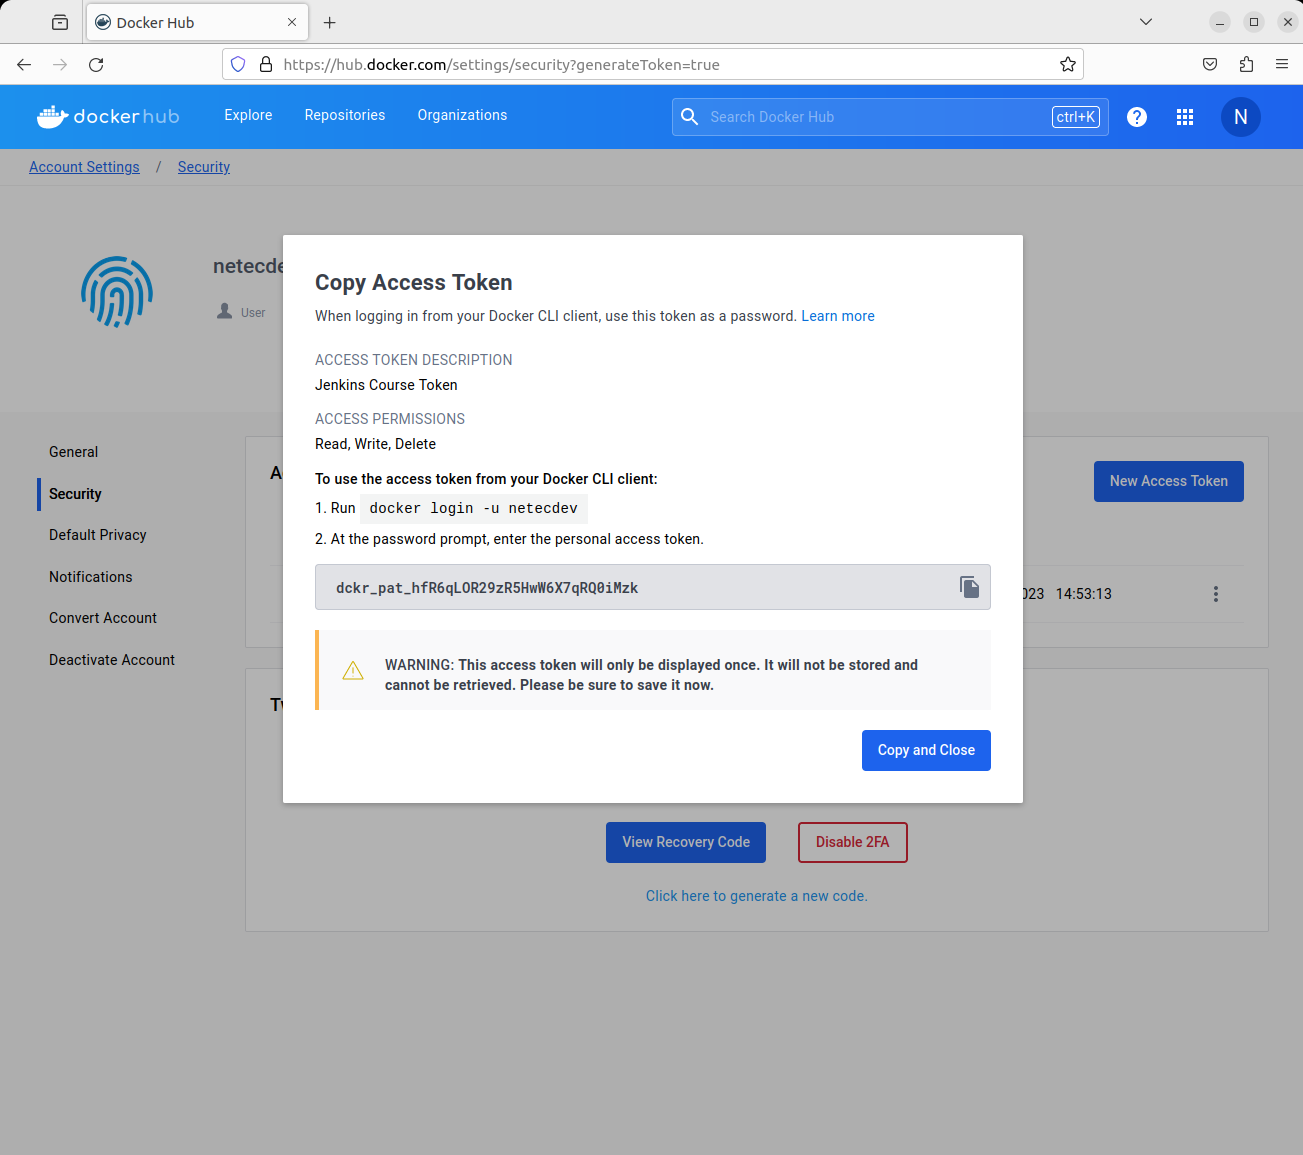 Docker Hub
https://hub.docker.com/settings/security?generateToken=true
dockerhub Explore Repositories Organizations Search Docker Hub ctrl+K ? N
Account Settings / Security
netecde
User
Copy Access Token
When logging in from your Docker CLI client, use this token as a password. Learn more
ACCESS TOKEN DESCRIPTION
Jenkins Course Token
ACCESS PERMISSIONS
Read, Write, Delete
To use the access token from your Docker CLI client:
1. Run docker login -u netecdev
2. At the password prompt, enter the personal access token.
dckr_pat_hfR6qLOR29zR5HwW6X7qRQ0iMzk
WARNING: This access token will only be displayed once. It will not be stored and
cannot be retrieved. Please be sure to save it now.
Copy and Close
General
Security
Default Privacy
Notifications
Convert Account
Deactivate Account
New Access Token
023 14:53:13
View Recovery Code
Disable 2FA
Click here to generate a new code.